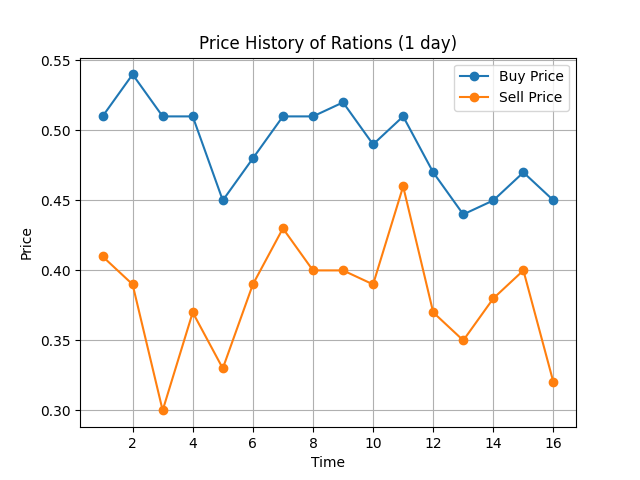 Price History of Rations (1 day)
Buy Price
Sell Price
Price
0.55
0.50
0.45
0.40
0.35
0.30
2 4 6 8 10 12 14 16
Time